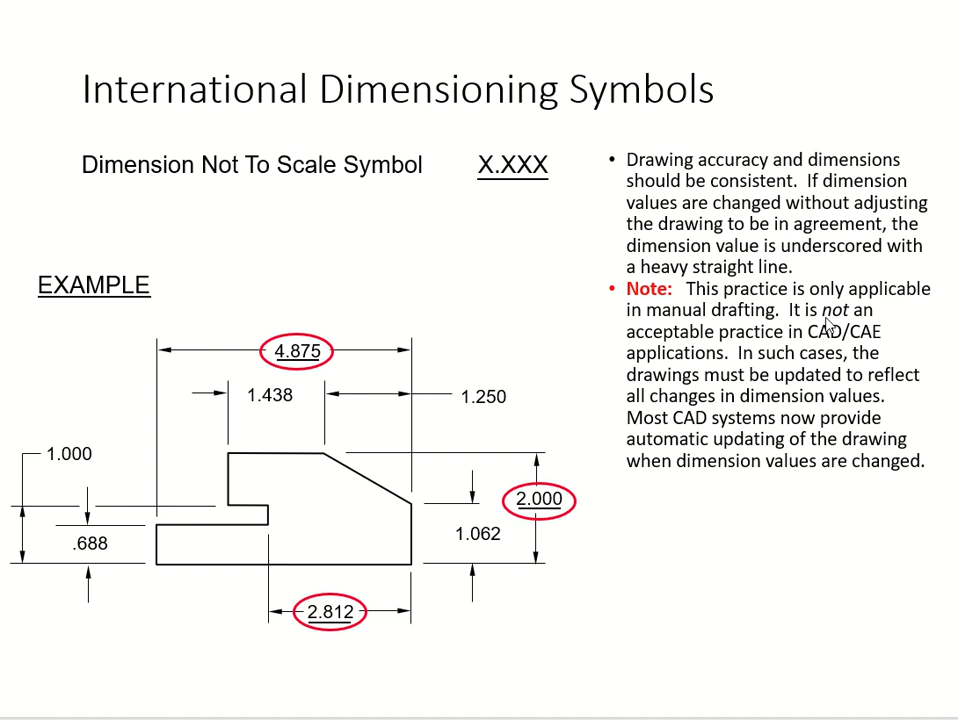 International Dimensioning Symbols
Dimension Not To Scale Symbol X.XXX
EXAMPLE
4.875
1.438
1.250
1.000
2.000
1.062
.688
2.812
• Drawing accuracy and dimensions
should be consistent. If dimension
values are changed without adjusting
the drawing to be in agreement, the
dimension value is underscored with
a heavy straight line.
• Note: This practice is only applicable
in manual drafting. It is not an
acceptable practice in CAD/CAE
applications. In such cases, the
drawings must be updated to reflect
all changes in dimension values.
Most CAD systems now provide
automatic updating of the drawing
when dimension values are changed.